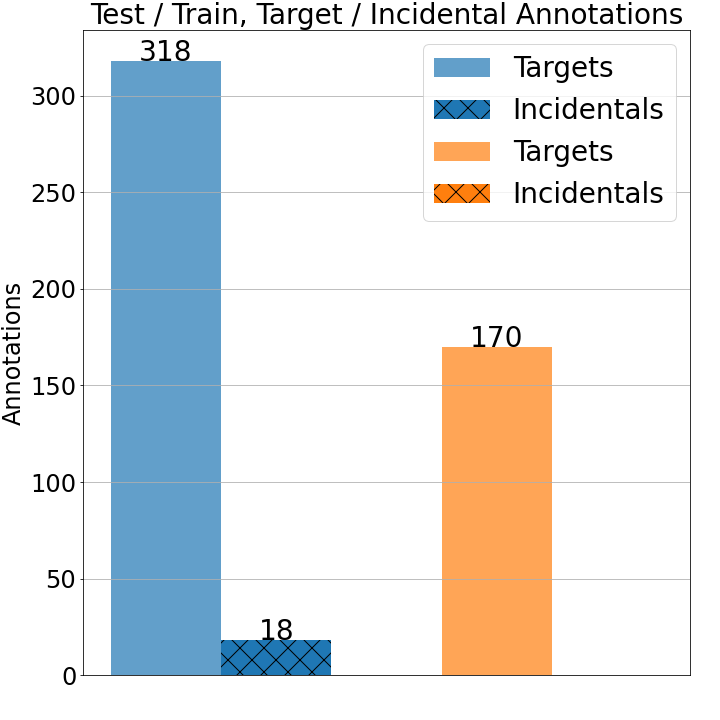 Test / Train, Target / Incidental Annotations
318
Targets
Incidentals
Targets
Incidentals
300
250
200
170
150
Annotations
100
50
18
0